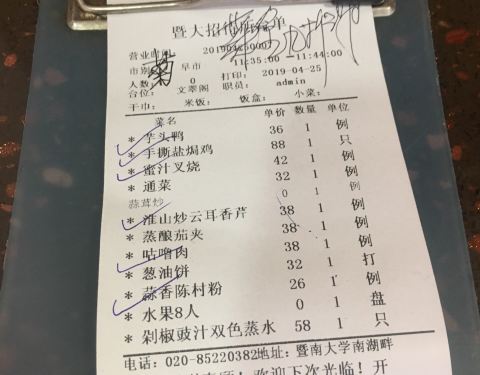 暨大招
201904250007
营业时间 11:35:00 - 11:44:00
市别 早市 打印: 2019-04-25
人数: 0 职员: admin
台位: 文翠阁
干巾: 米饭: 饭盒: 小菜:
菜名 单价 数量 单位
* 芋头鸭 36 1 例
* 手撕盐焗鸡 88 1 只
* 蜜汁叉烧 42 1 例
* 通菜 32 1 例
蒜茸炒 0 1 例
* 淮山炒云耳香芹 38 1 例
* 蒸酿茄夹 38 1 例
* 咕噜肉 38 1 例
* 葱油饼 32 1 打
* 蒜香陈村粉 26 1 例
* 水果8人 0 1 盘
* 剁椒豉汁双色蒸水 58 1 只
电话: 020-85220382地址: 暨南大学南湖畔
欢迎下次光临! 开